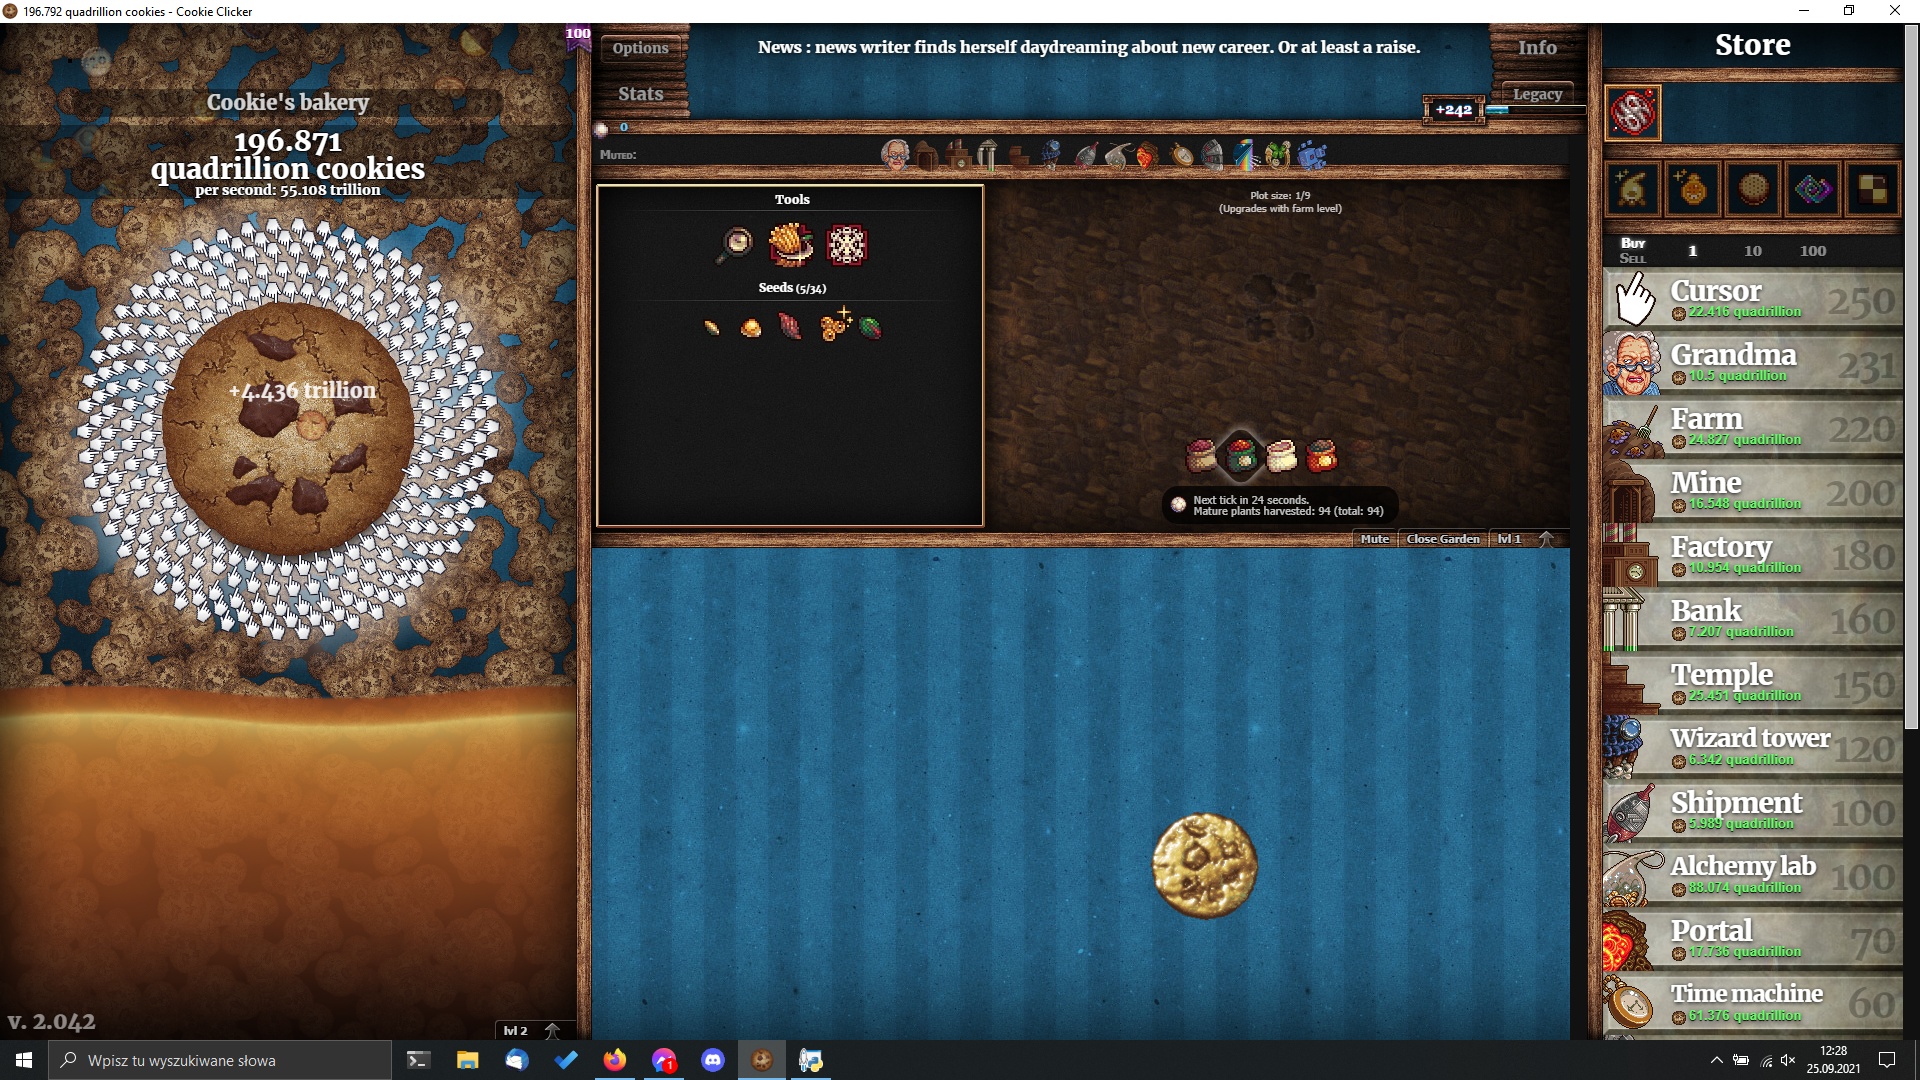 196.792 quadrillion cookies - Cookie Clicker
100
Cookie's bakery
196.871
quadrillion cookies
per second: 55.108 trillion
+4.436 trillion
v. 2.042
lvl 2
Options
Stats
News : news writer finds herself daydreaming about new career. Or at least a raise.
Info
Legacy
+242
0
Muted:
Tools
Seeds (5/34)
Plot size: 1/9
(Upgrades with farm level)
Next tick in 24 seconds.
Mature plants harvested: 94 (total: 94)
Mute
Close Garden
lvl 1
Store
Buy
Sell
1
10
100
Cursor
22.416 quadrillion
250
Grandma
10.5 quadrillion
231
Farm
24.827 quadrillion
220
Mine
16.548 quadrillion
200
Factory
10.954 quadrillion
180
Bank
7.207 quadrillion
160
Temple
25.451 quadrillion
150
Wizard tower
6.342 quadrillion
120
Shipment
5.989 quadrillion
100
Alchemy lab
88.074 quadrillion
100
Portal
17.736 quadrillion
70
Time machine
61.376 quadrillion
60
Wpisz tu wyszukiwane słowa
1
12:28
25.09.2021